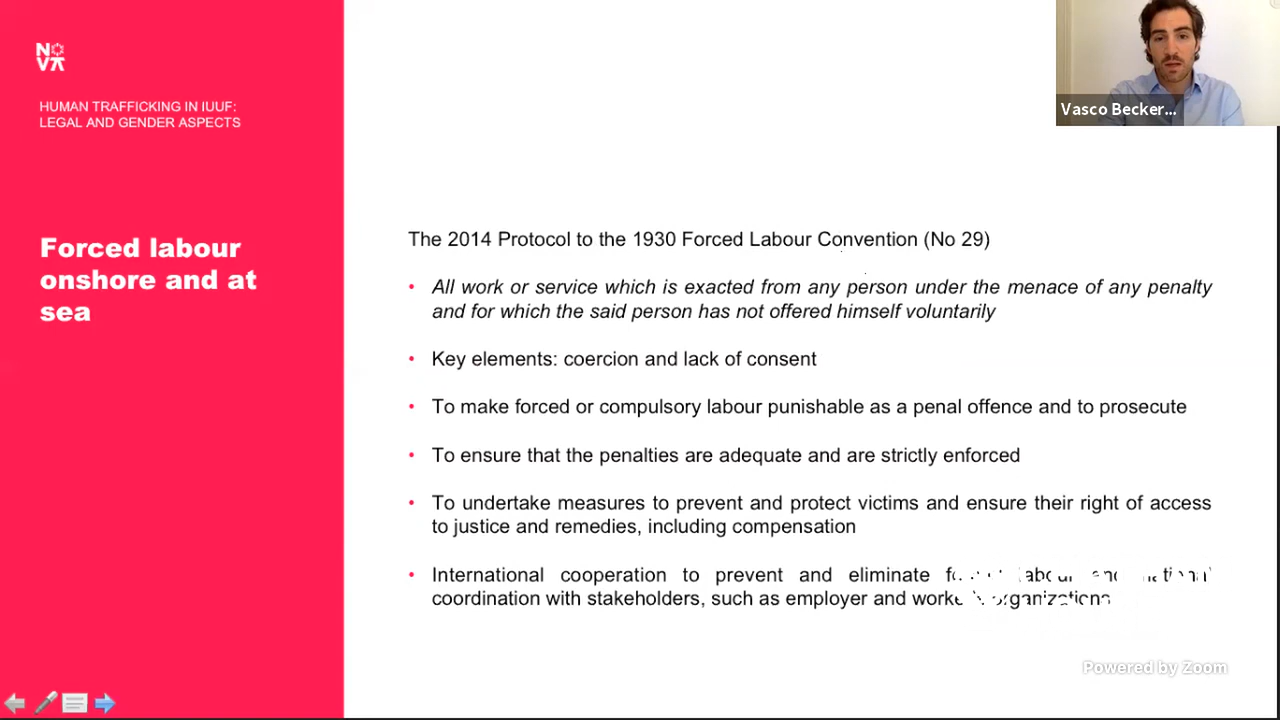 NOVA
HUMAN TRAFFICKING IN IUUF:
LEGAL AND GENDER ASPECTS
Forced labour
onshore and at
sea
Vasco Becker...
The 2014 Protocol to the 1930 Forced Labour Convention (No 29)
• All work or service which is exacted from any person under the menace of any penalty
and for which the said person has not offered himself voluntarily
• Key elements: coercion and lack of consent
• To make forced or compulsory labour punishable as a penal offence and to prosecute
• To ensure that the penalties are adequate and are strictly enforced
• To undertake measures to prevent and protect victims and ensure their right of access
to justice and remedies, including compensation
• International cooperation to prevent and eliminate labour and national
coordination with stakeholders, such as employer and organizations
Powered by Zoom